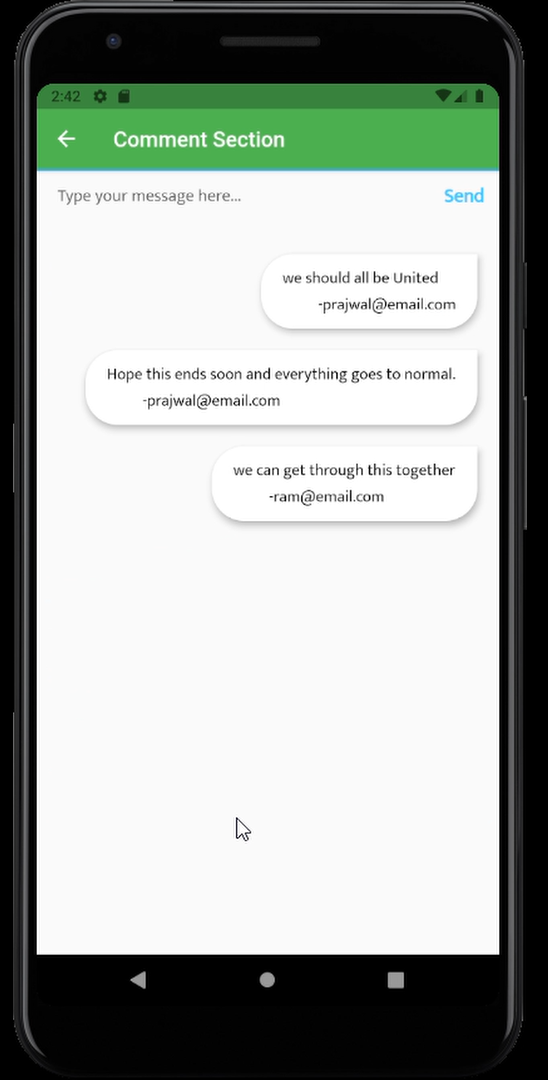 2:42
Comment Section
Type your message here... Send
we should all be United
-prajwal@email.com
Hope this ends soon and everything goes to normal.
-prajwal@email.com
we can get through this together
-ram@email.com